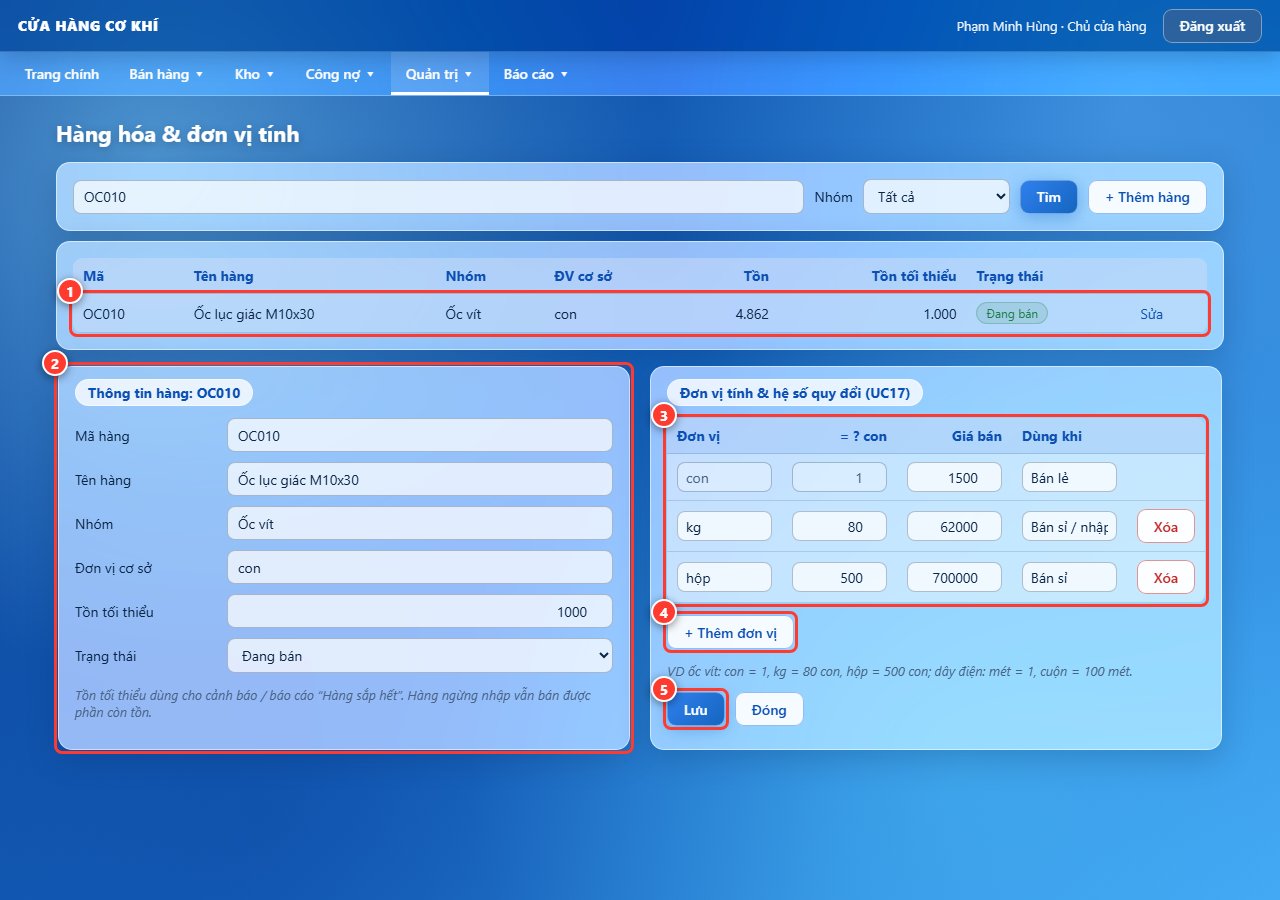 CỬA HÀNG CƠ KHÍ
Phạm Minh Hùng · Chủ cửa hàng
Đăng xuất
Trang chính Bán hàng ▼ Kho ▼ Công nợ ▼ Quản trị ▼ Báo cáo ▼
Hàng hóa & đơn vị tính
OC010 Nhóm Tất cả Tìm + Thêm hàng
Mã Tên hàng Nhóm ĐV cơ sở Tồn Tồn tối thiểu Trạng thái
1
OC010 Ốc lục giác M10x30 Ốc vít con 4.862 1.000 Đang bán Sửa
2
Thông tin hàng: OC010
Mã hàng OC010
Tên hàng Ốc lục giác M10x30
Nhóm Ốc vít
Đơn vị cơ sở con
Tồn tối thiểu 1000
Trạng thái Đang bán
Tồn tối thiểu dùng cho cảnh báo / báo cáo “Hàng sắp hết”. Hàng ngừng nhập vẫn bán được
phần còn tồn.
Đơn vị tính & hệ số quy đổi (UC17)
3
Đơn vị = ? con Giá bán Dùng khi
con 1 1500 Bán lẻ
kg 80 62000 Bán sỉ / nhập Xóa
hộp 500 700000 Bán sỉ Xóa
4
+ Thêm đơn vị
VD ốc vít: con = 1, kg = 80 con, hộp = 500 con; dây điện: mét = 1, cuộn = 100 mét.
5
Lưu Đóng